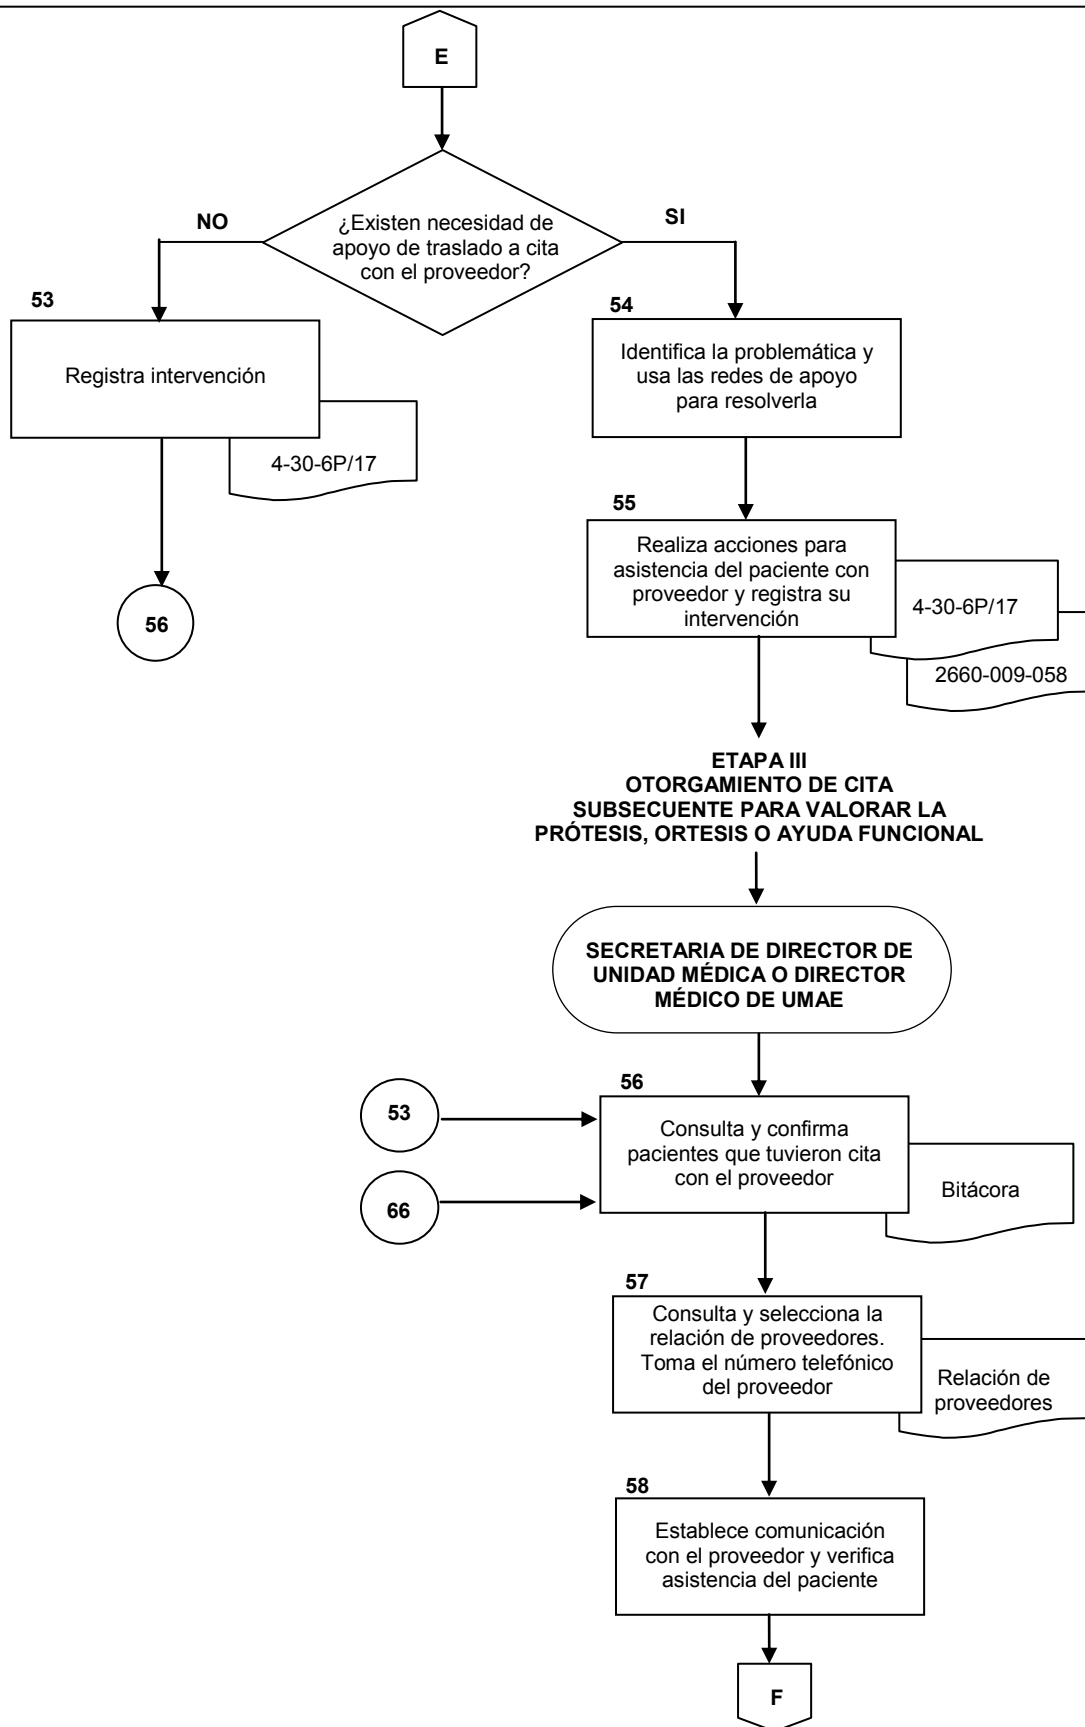 E
¿Existen necesidad de
apoyo de traslado a cita
con el proveedor?
NO
SI
53
Registra intervención
4-30-6P/17
56
54
Identifica la problemática y
usa las redes de apoyo
para resolverla
55
Realiza acciones para
asistencia del paciente con
proveedor y registra su
intervención
4-30-6P/17
2660-009-058
ETAPA III
OTORGAMIENTO DE CITA
SUBSECUENTE PARA VALORAR LA
PRÓTESIS, ORTESIS O AYUDA FUNCIONAL
SECRETARIA DE DIRECTOR DE
UNIDAD MÉDICA O DIRECTOR
MÉDICO DE UMAE
53
66
56
Consulta y confirma
pacientes que tuvieron cita
con el proveedor
Bitácora
57
Consulta y selecciona la
relación de proveedores.
Toma el número telefónico
del proveedor
Relación de
proveedores
58
Establece comunicación
con el proveedor y verifica
asistencia del paciente
F